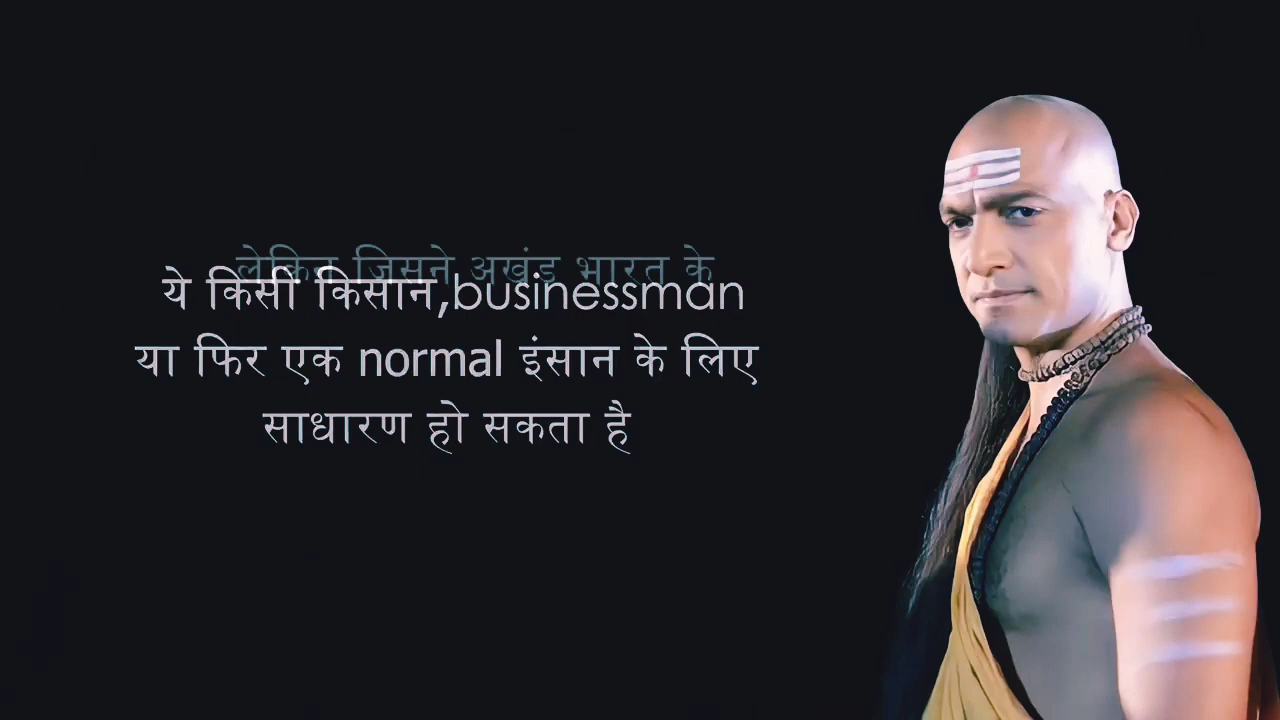 लेकिन जिसने अखंड भारत के
ये किसी किसान,businessman
या फिर एक normal इंसान के लिए
साधारण हो सकता है